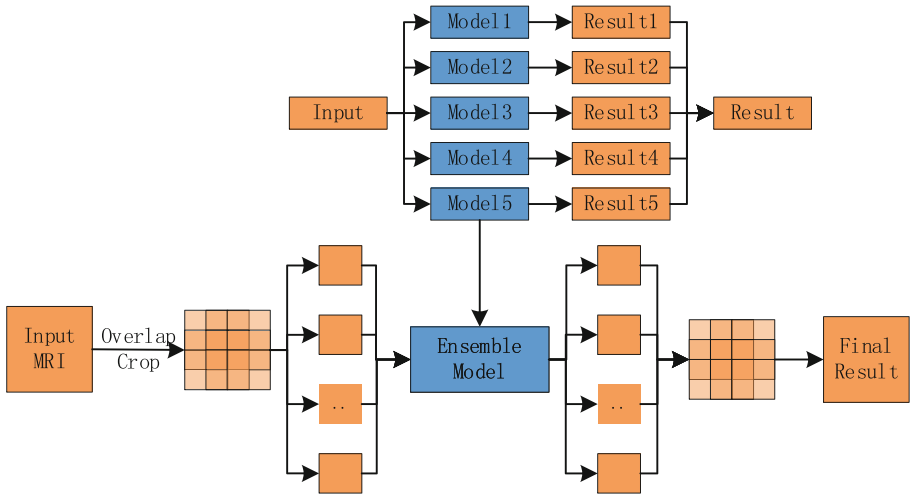 Model1
Result1
Model2
Result2
Input
Model3
Result3
Result
Model4
Result4
Model5
Result5
Input
MRI
Overlap
Crop
..
Ensemble
Model
..
Final
Result